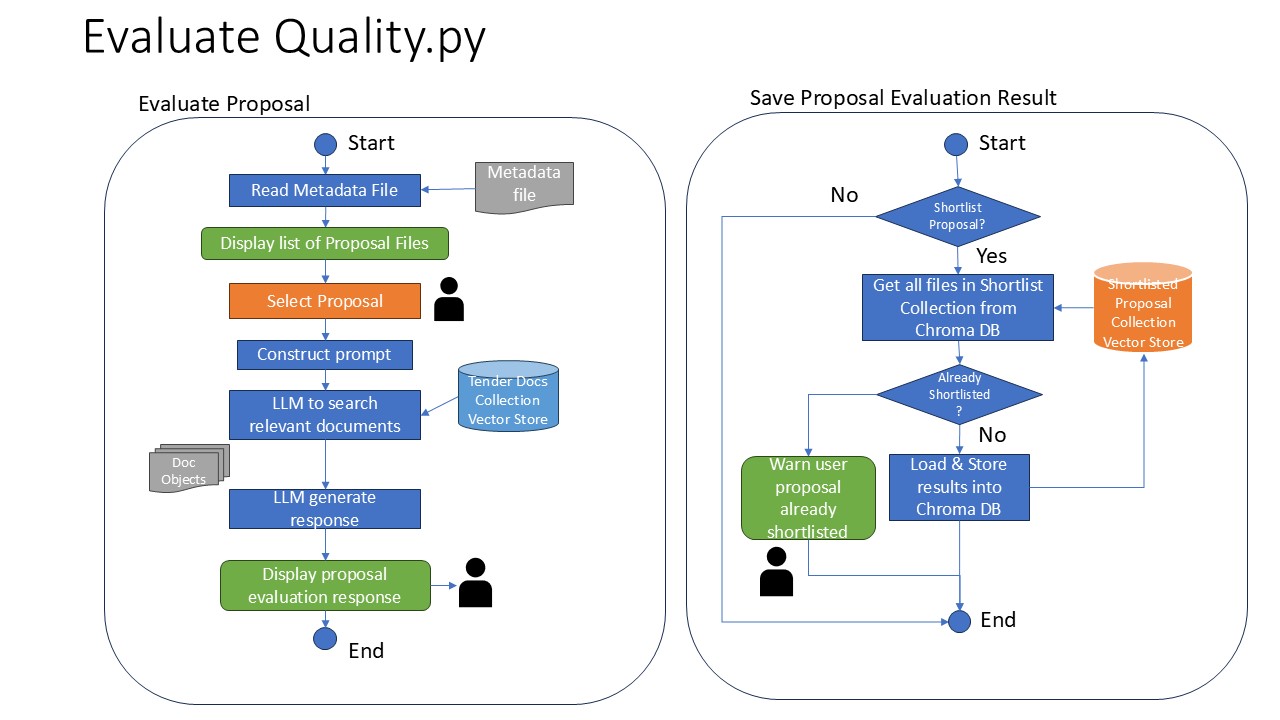 Evaluate Quality.py
Evaluate Proposal
Start
Read Metadata File
Metadata
file
Display list of Proposal Files
Select Proposal
Construct prompt
LLM to search
relevant documents
Tender Docs
Collection
Vector Store
Doc
Objects
LLM generate
response
Display proposal
evaluation response
End
Save Proposal Evaluation Result
Start
No
Shortlist
Proposal?
Yes
Get all files in Shortlist
Collection from
Chroma DB
Shortlisted
Proposal
Collection
Vector Store
Already
Shortlisted
?
No
Warn user
proposal
already
shortlisted
Load & Store
results into
Chroma DB
End